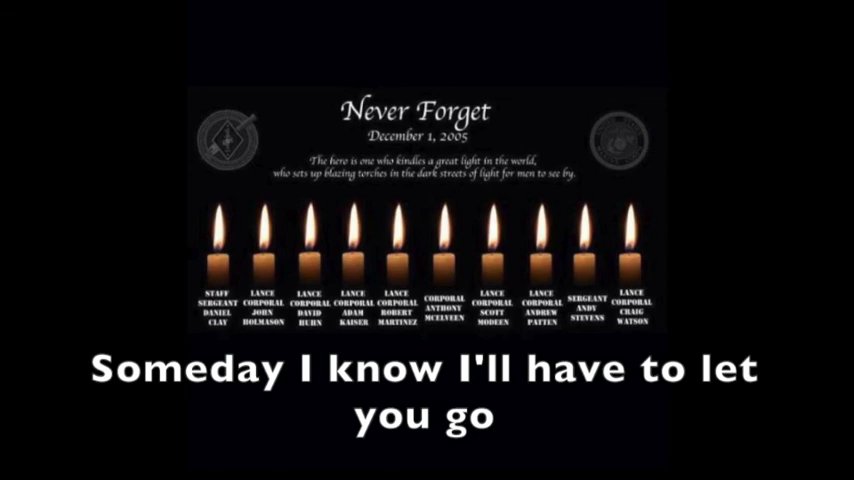 Never Forget
December 1, 2005
The hero is one who kindles a great light in the world,
who sets up blazing torches in the dark streets of light for men to see by.
STAFF
SERGEANT
DANIEL
CLAY
LANCE
CORPORAL
JOHN
HOLMASON
LANCE
CORPORAL
DAVID
HUHN
LANCE
CORPORAL
ADAM
KAISER
LANCE
CORPORAL
ROBERT
MARTINEZ
CORPORAL
ANTHONY
MCELVEEN
LANCE
CORPORAL
SCOTT
MODEEN
LANCE
CORPORAL
ANDREW
PATTEN
SERGEANT
ANDY
STEVENS
LANCE
CORPORAL
CRAIG
WATSON
Someday I know I'll have to let
you go